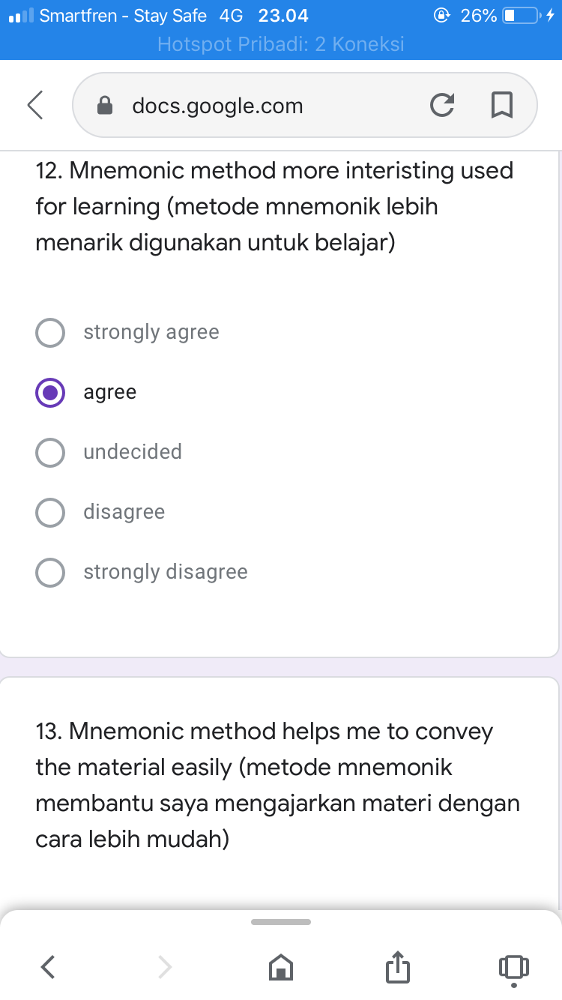 Smartfren - Stay Safe 4G 23.04 26%
Hotspot Pribadi: 2 Koneksi
docs.google.com
12. Mnemonic method more interisting used
for learning (metode mnemonik lebih
menarik digunakan untuk belajar)
strongly agree
agree
undecided
disagree
strongly disagree
13. Mnemonic method helps me to convey
the material easily (metode mnemonik
membantu saya mengajarkan materi dengan
cara lebih mudah)